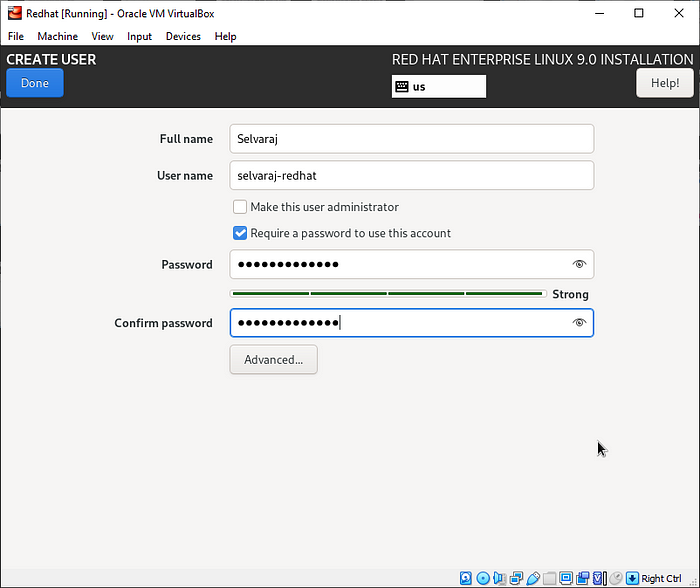 Redhat [Running] - Oracle VM VirtualBox
File Machine View Input Devices Help
CREATE USER
RED HAT ENTERPRISE LINUX 9.0 INSTALLATION
Done
us
Help!
Full name
Selvaraj
User name
selvaraj-redhat
Make this user administrator
Require a password to use this account
Password
●●●●●●●●●●●●●
Strong
Confirm password
●●●●●●●●●●●●●
Advanced...
Right Ctrl